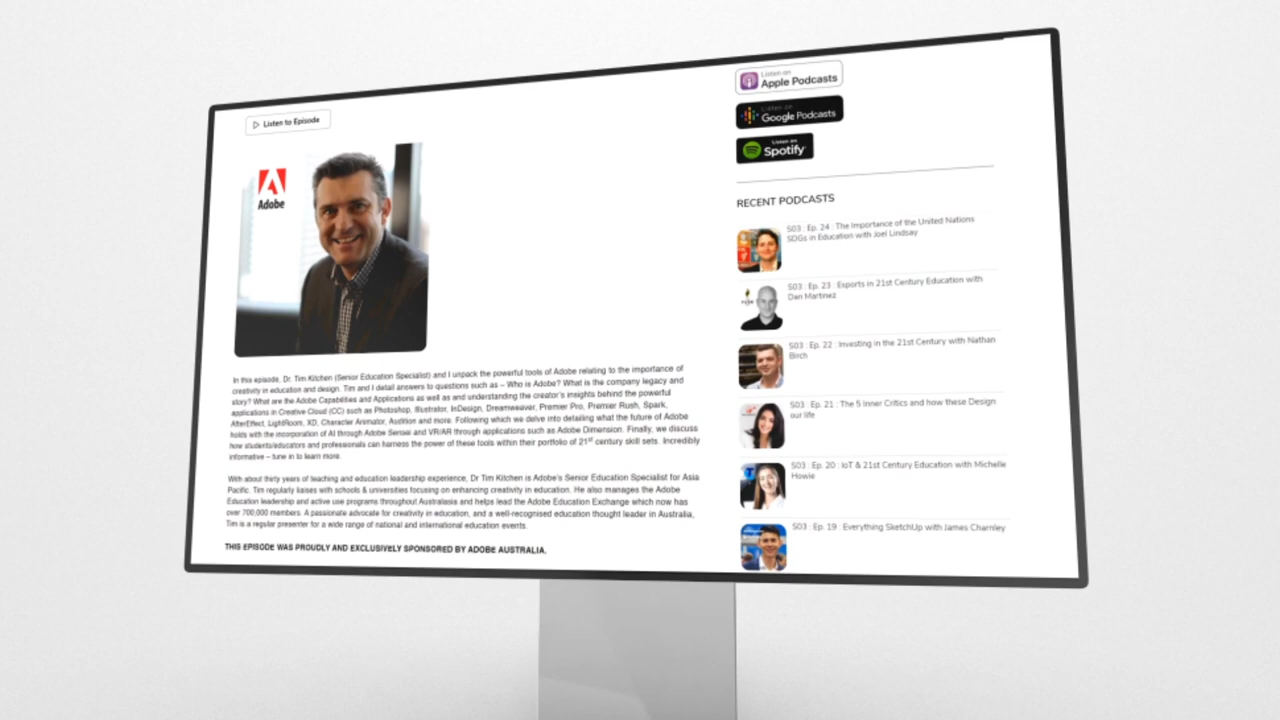 Listen to Episode
Adobe
In this episode, Dr. Tim Kitchen (Senior Education Specialist) and I unpack the powerful tools of Adobe relating to the importance of
creativity in education and design. Tim and I detail answers to questions such as – Who is Adobe? What is the company legacy and
story? What are the Adobe Capabilities and Applications as well as and understanding the creator's insights behind the powerful
applications in Creative Cloud (CC) such as Photoshop, Illustrator, InDesign, Dreamweaver, Premier Pro, Premier Rush, Spark,
AfterEffect, LightRoom, XD, Character Animator, Audition and more. Following which we delve into detailing what the future of Adobe
holds with the incorporation of AI through Adobe Sensei and VR/AR through applications such as Adobe Dimension. Finally, we discuss
how students/educators and professionals can harness the power of these tools within their portfolio of 21st century skill sets. Incredibly
informative – tune in to learn more.
With about thirty years of teaching and education leadership experience, Dr Tim Kitchen is Adobe's Senior Education Specialist for Asia
Pacific. Tim regularly liaises with schools & universities focusing on enhancing creativity in education. He also manages the Adobe
Education leadership and active use programs throughout Australasia and helps lead the Adobe Education Exchange which now has
over 700,000 members. A passionate advocate for creativity in education, and a well-recognised education thought leader in Australia,
Tim is a regular presenter for a wide range of national and international education events.
THIS EPISODE WAS PROUDLY AND EXCLUSIVELY SPONSORED BY ADOBE AUSTRALIA.
Listen on
Apple Podcasts
Listen on
Google Podcasts
Listen on
Spotify
RECENT PODCASTS
S03 : Ep. 24 : The Importance of the United Nations
SDGs in Education with Joel Lindsay
S03 : Ep. 23 : Esports in 21st Century Education with
Dan Martinez
S03 : Ep. 22 : Investing in the 21st Century with Nathan
Birch
S03 : Ep. 21 : The 5 Inner Critics and how these Design
our life
S03 : Ep. 20 : IoT & 21st Century Education with Michelle
Howie
S03 : Ep. 19 : Everything SketchUp with James Charnley